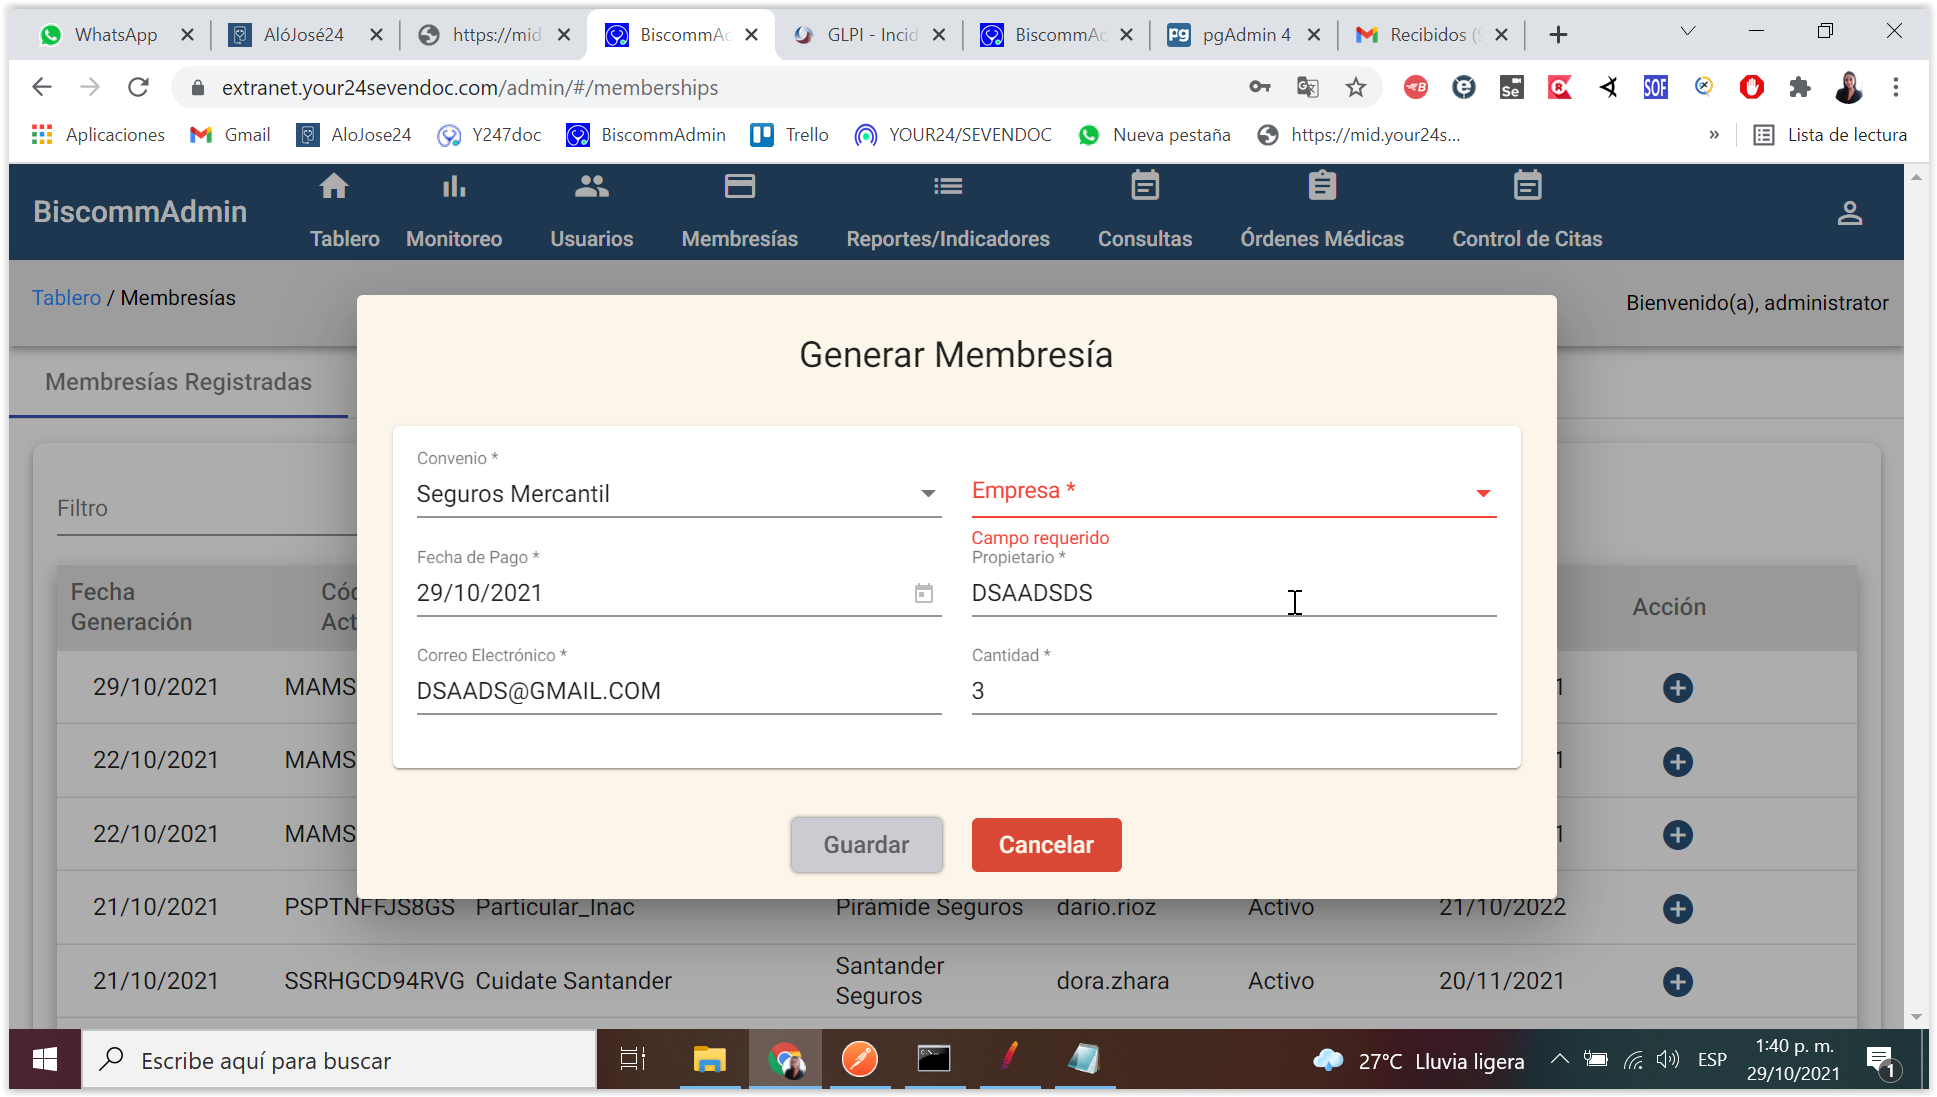 WhatsApp
AlóJosé24
https://mid.
BiscommAd
GLPI - Incid
BiscommAd
pgAdmin 4
Recibidos (
extranet.your24sevendoc.com/admin/#/memberships
Aplicaciones
Gmail
AloJose24
Y247doc
BiscommAdmin
Trello
YOUR24/SEVENDOC
Nueva pestaña
https://mid.your24s...
»
Lista de lectura
BiscommAdmin
Tablero
Monitoreo
Usuarios
Membresías
Reportes/Indicadores
Consultas
Órdenes Médicas
Control de Citas
Tablero / Membresías
Bienvenido(a), administrator
Membresías Registradas
Generar Membresía
Filtro
Convenio *
Seguros Mercantil
Empresa *
Campo requerido
Fecha de Pago *
29/10/2021
Propietario *
DSAADSDS
Correo Electrónico *
DSAADS@GMAIL.COM
Cantidad *
3
Guardar
Cancelar
Fecha Generación
Cód
Act
Acción
29/10/2021 MAMS 1
22/10/2021 MAMS 1
22/10/2021 MAMS 1
21/10/2021 PSPTNFFJS8GS Particular_Inac Pirámide Seguros dario.rioz Activo 21/10/2022
21/10/2021 SSRHGCD94RVG Cuidate Santander Santander Seguros dora.zhara Activo 20/11/2021
Escribe aquí para buscar
27°C Lluvia ligera
ESP
1:40 p. m.
29/10/2021
1